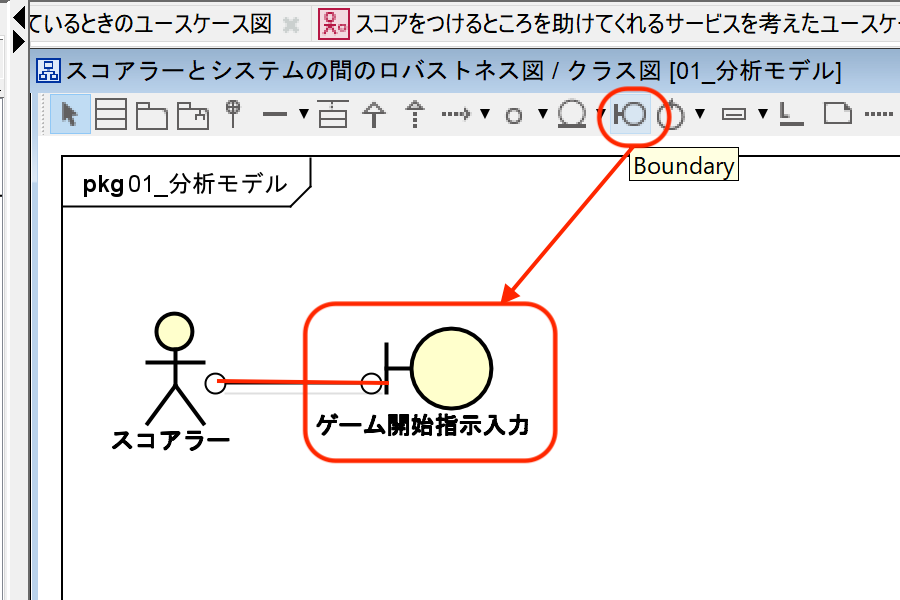 ているときのユースケース図
スコアをつけるところを助けてくれるサービスを考えたユースケ
スコアラーとシステムの間のロバストネス図 / クラス図 [01_分析モデル]
Boundary
pkg 01_分析モデル
スコアラー
ゲーム開始指示入力